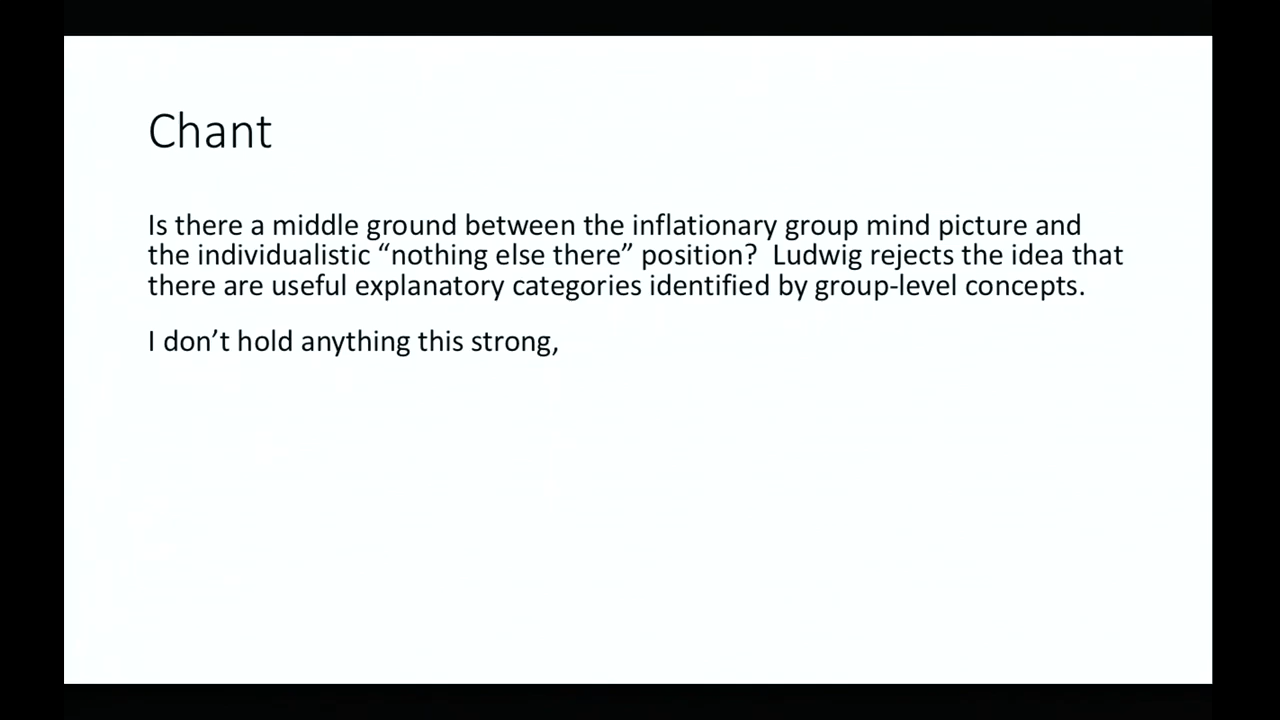 Chant
Is there a middle ground between the inflationary group mind picture and
the individualistic “nothing else there” position?  Ludwig rejects the idea that
there are useful explanatory categories identified by group-level concepts.
I don’t hold anything this strong,